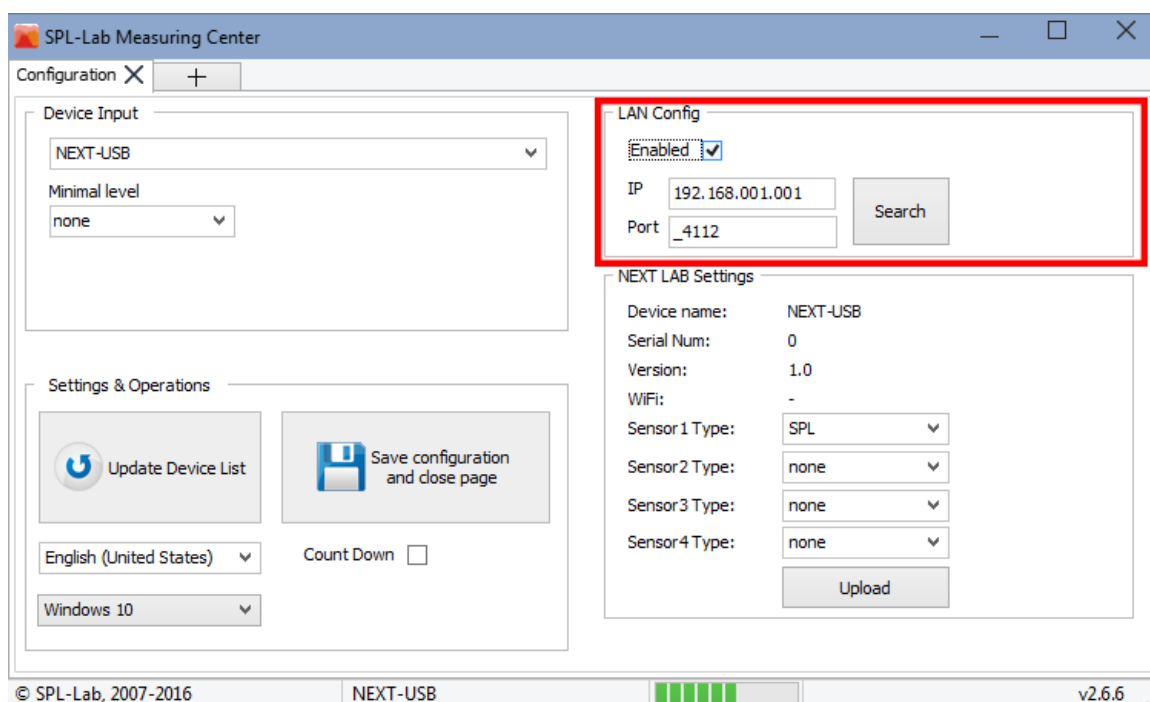 SPL-Lab Measuring Center
Configuration
Device Input
NEXT-USB
Minimal level
none
Settings & Operations
Update Device List
Save configuration
and close page
English (United States)
Count Down
Windows 10
LAN Config
Enabled
IP 192.168.001.001
Port _4112
Search
NEXT LAB Settings
Device name: NEXT-USB
Serial Num: 0
Version: 1.0
WiFi: -
Sensor1 Type: SPL
Sensor2 Type: none
Sensor3 Type: none
Sensor4 Type: none
Upload
© SPL-Lab, 2007-2016 NEXT-USB v2.6.6